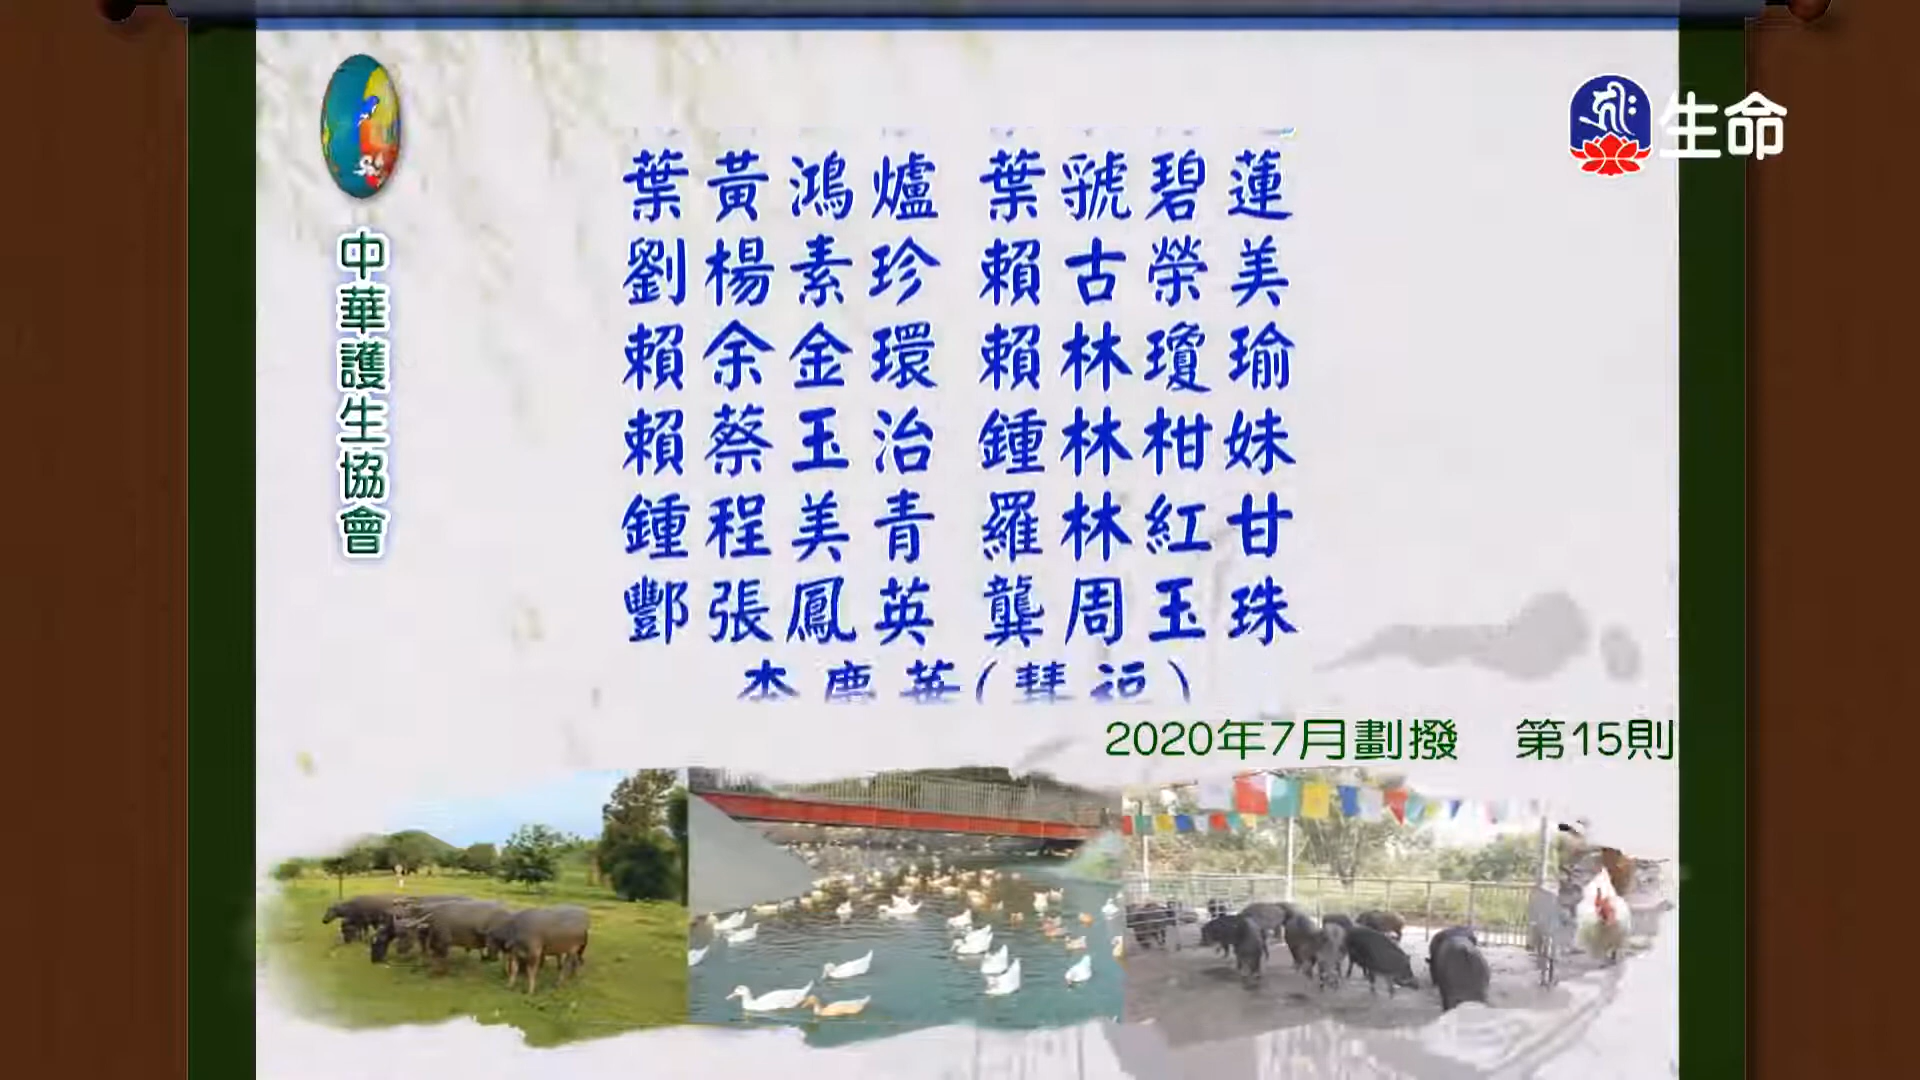 生命
中華護生協會
葉黃鴻爐 葉號碧蓮
劉楊素珍 賴古榮美
賴余金環 賴林瓊瑜
賴蔡玉治 鍾林柑妹
鍾程美青 羅林紅甘
酆張鳳英 龔周玉珠
2020年7月劃撥 第15則